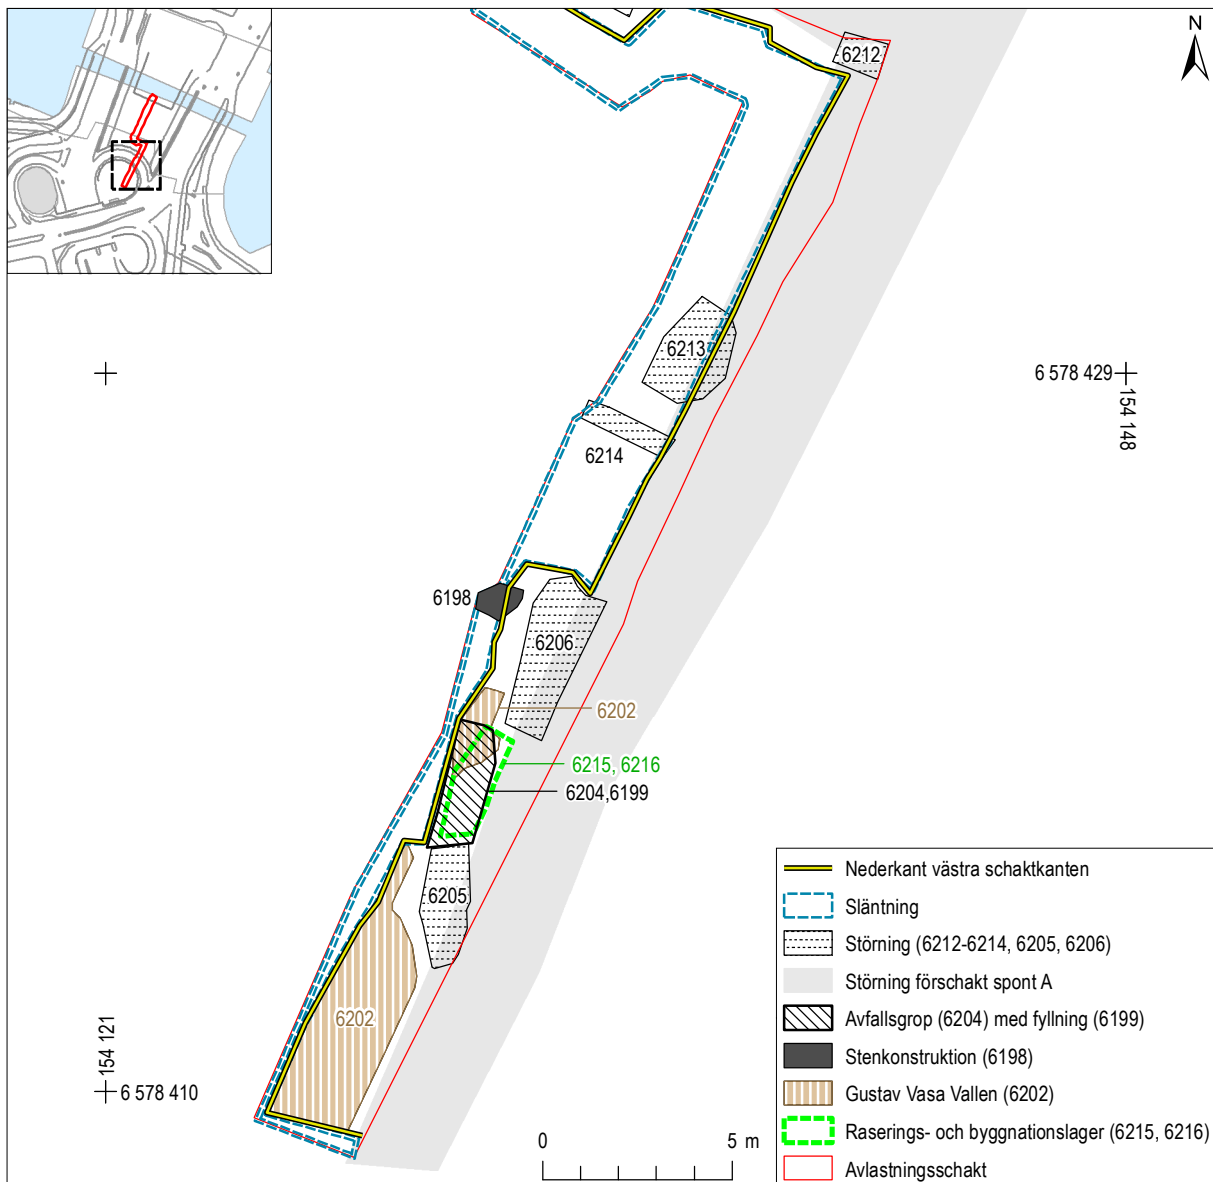 N
6212
6213
6 578 429
154 148
6214
6198
6206
6202
6215, 6216
6204,6199
6205
6202
154 121
6 578 410
0 5 m
Nederkant västra schaktkanten
Släntning
Störning (6212-6214, 6205, 6206)
Störning förschakt spont A
Avfallsgrop (6204) med fyllning (6199)
Stenkonstruktion (6198)
Gustav Vasa Vallen (6202)
Raserings- och byggnationslager (6215, 6216)
Avlastningsschakt